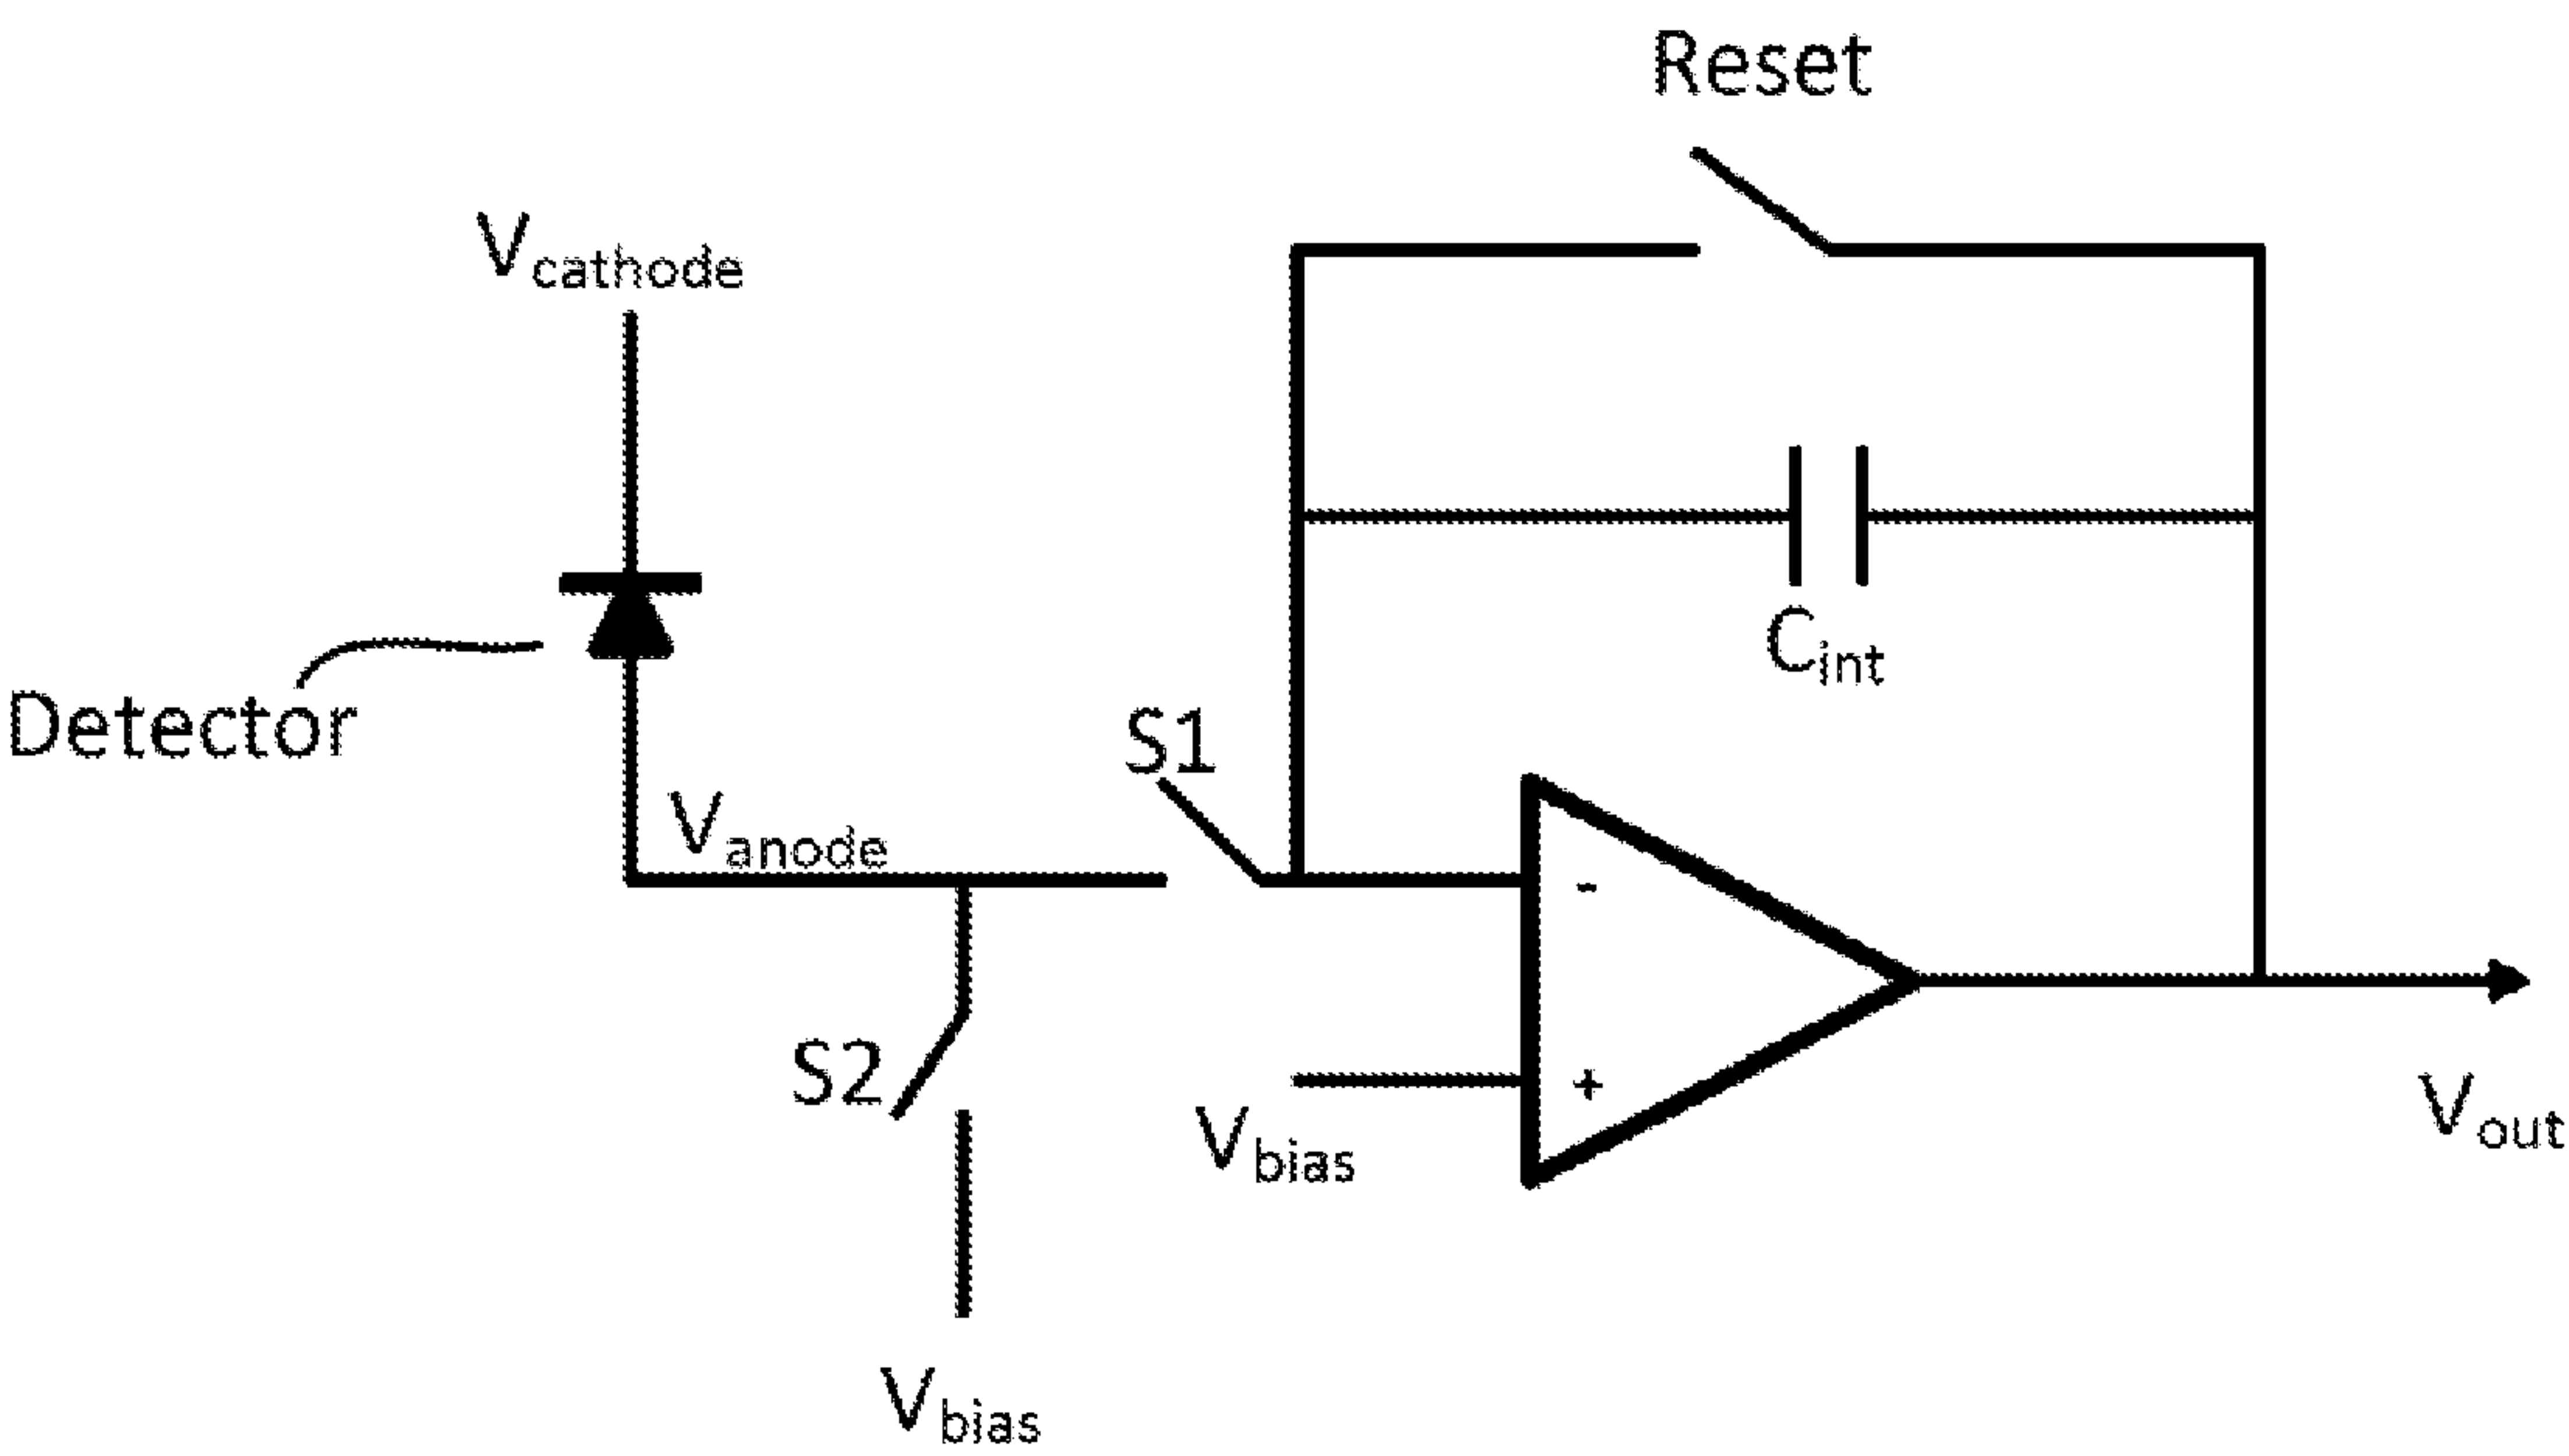 Reset
Vcathode
Cint
Detector
S1
Vanode
-
S2
+
Vbias
Vout
Vbias